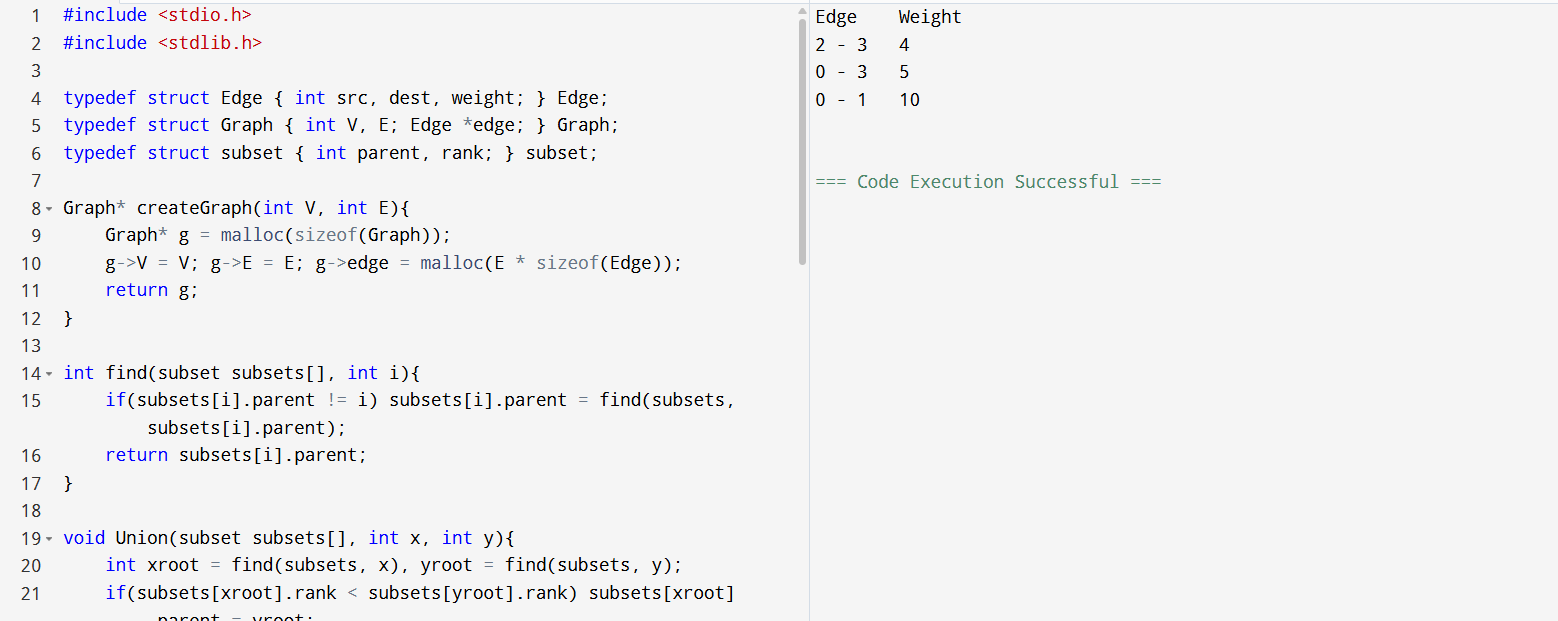 1 #include <stdio.h>
2 #include <stdlib.h>
3
4 typedef struct Edge { int src, dest, weight; } Edge;
5 typedef struct Graph { int V, E; Edge *edge; } Graph;
6 typedef struct subset { int parent, rank; } subset;
7
8 Graph* createGraph(int V, int E){
9 Graph* g = malloc(sizeof(Graph));
10 g->V = V; g->E = E; g->edge = malloc(E * sizeof(Edge));
11 return g;
12 }
13
14 int find(subset subsets[], int i){
15 if(subsets[i].parent != i) subsets[i].parent = find(subsets,
subsets[i].parent);
16 return subsets[i].parent;
17 }
18
19 void Union(subset subsets[], int x, int y){
20 int xroot = find(subsets, x), yroot = find(subsets, y);
21 if(subsets[xroot].rank < subsets[yroot].rank) subsets[xroot]
.parent = yroot;
Edge Weight
2 - 3 4
0 - 3 5
0 - 1 10
=== Code Execution Successful ===